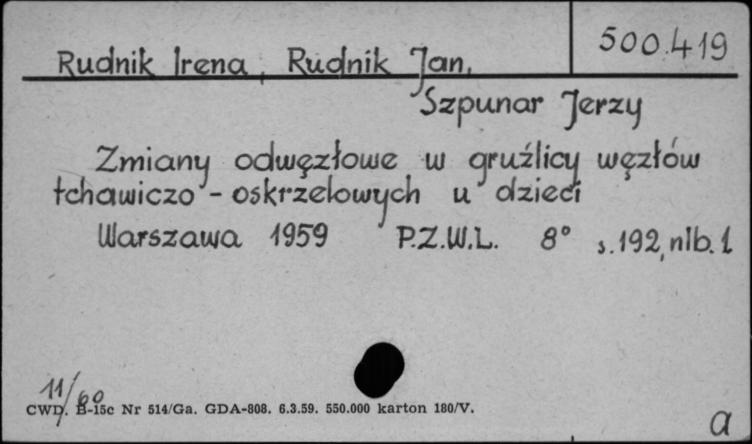 Rudnik Irena, Rudnik Jan, 500.419
Szpunar Jerzy
Zmiany odwęzłowe w gruźlicy węzłów
tchawiczo-oskrzelowych u dzieci
Warszawa 1959 P.Z.W.L. 8° s.192, nlb.1
11/60
CWD. B-15c Nr 514/Ga. GDA-808. 6.3.59. 550.000 karton 180/V.
a